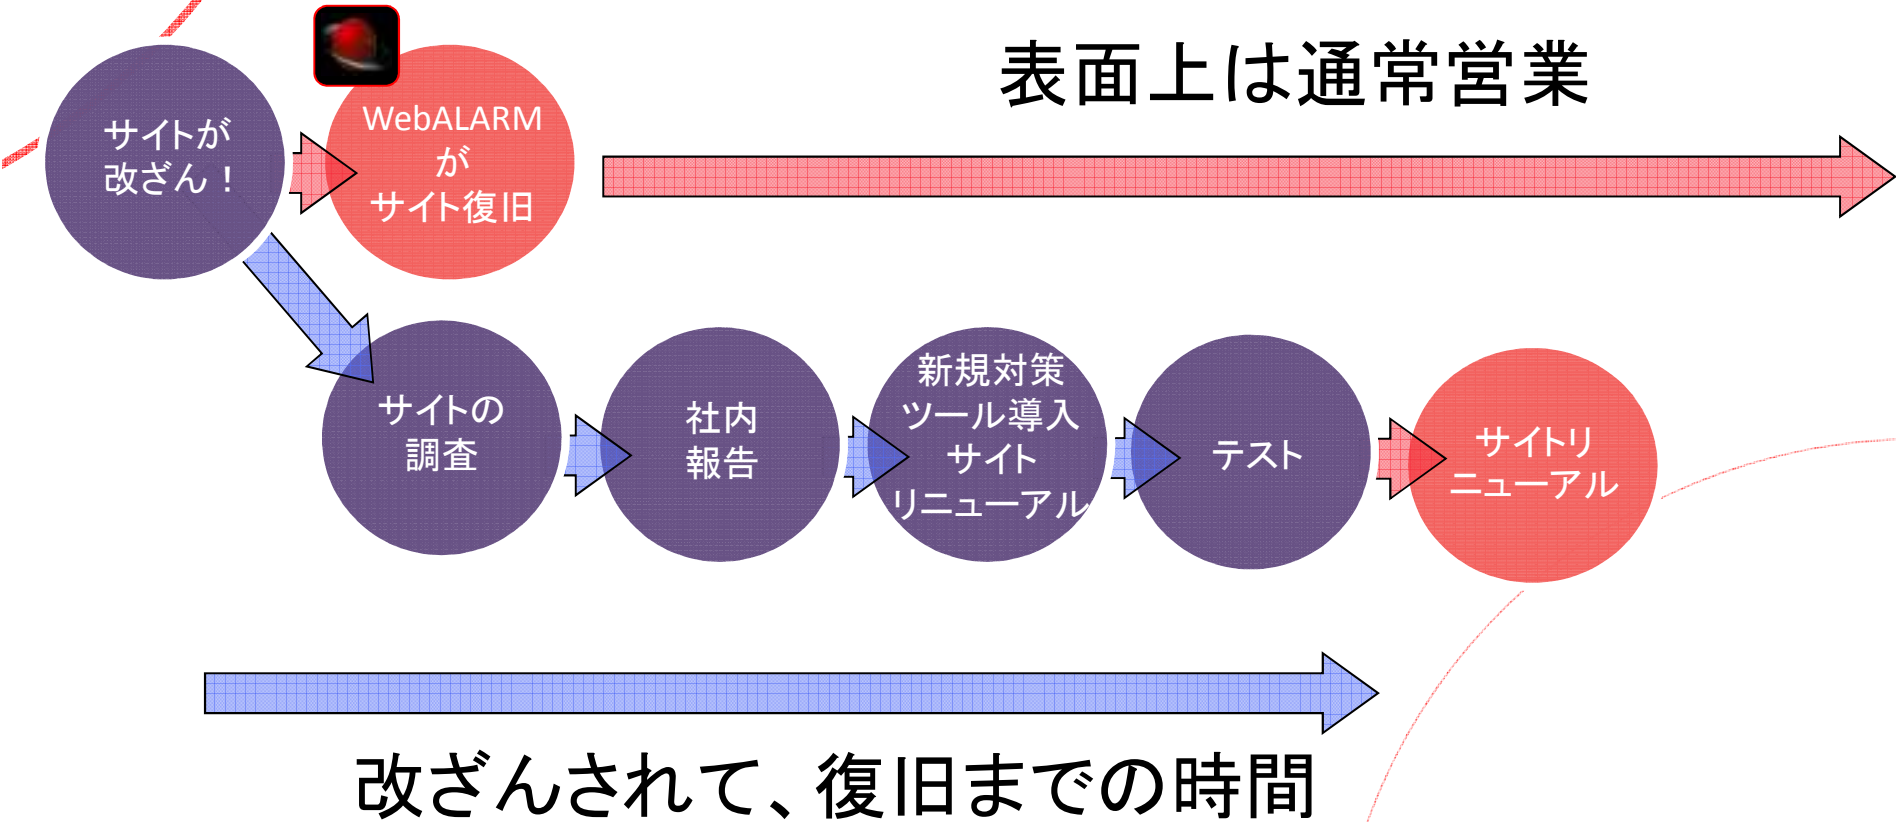 表面上は通常営業
サイトが
改ざん！
WebALARM
が
サイト復旧
サイトの
調査
社内
報告
新規対策
ツール導入
サイト
リニューアル
テスト
サイトリ
ニューアル
改ざんされて、復旧までの時間